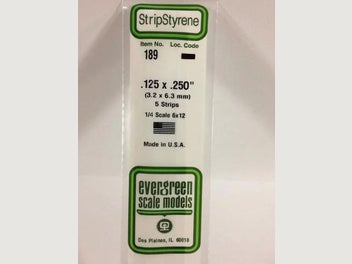 StripStyrene
Item No. Loc. Code
189
.125 x .250"
(3.2 x 6.3 mm)
5 Strips
1/4 Scale 6x12
Made in U.S.A.
evergreen
scale models
Des Plaines, IL 60018